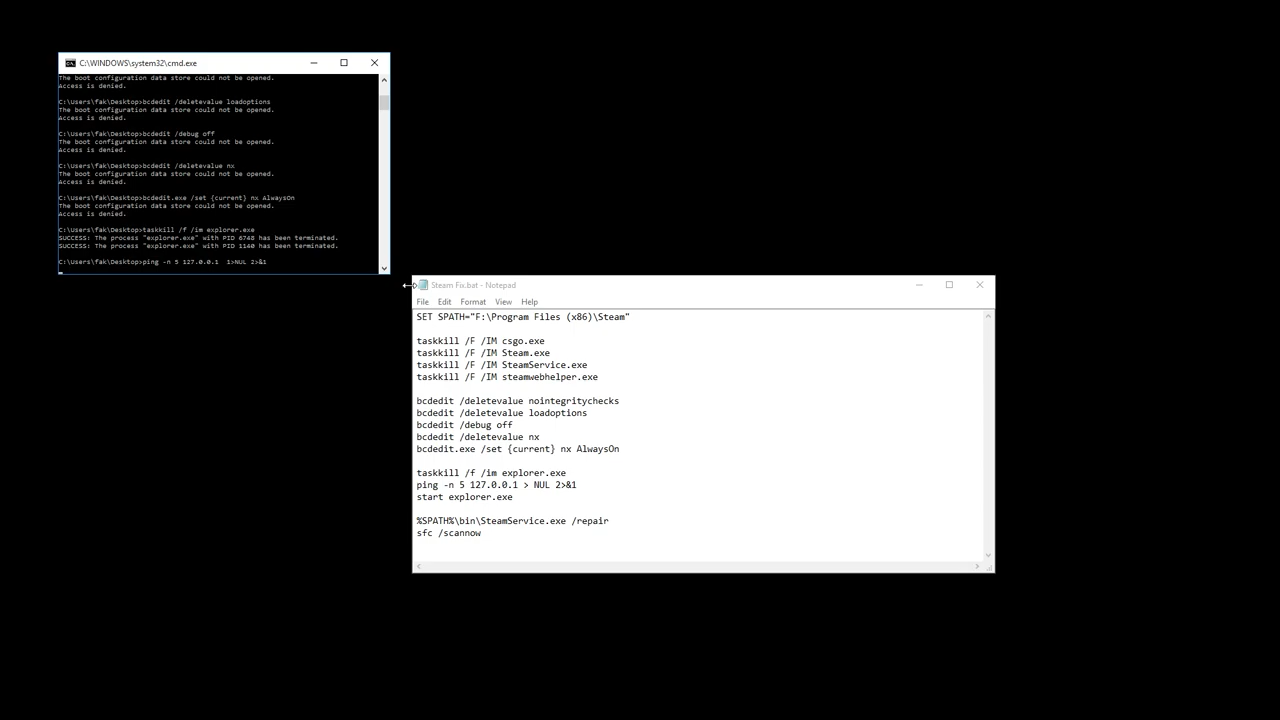 C:\WINDOWS\system32\cmd.exe
The boot configuration data store could not be opened.
Access is denied.
C:\Users\fak\Desktop>bcdedit /deletevalue loadoptions
The boot configuration data store could not be opened.
Access is denied.
C:\Users\fak\Desktop>bcdedit /debug off
The boot configuration data store could not be opened.
Access is denied.
C:\Users\fak\Desktop>bcdedit /deletevalue nx
The boot configuration data store could not be opened.
Access is denied.
C:\Users\fak\Desktop>bcdedit.exe /set {current} nx AlwaysOn
The boot configuration data store could not be opened.
Access is denied.
C:\Users\fak\Desktop>taskkill /f /im explorer.exe
SUCCESS: The process "explorer.exe" with PID 6748 has been terminated.
SUCCESS: The process "explorer.exe" with PID 1140 has been terminated.
C:\Users\fak\Desktop>ping -n 5 127.0.0.1  1>NUL 2>&1
Steam Fix.bat - Notepad
File Edit Format View Help
SET SPATH="F:\Program Files (x86)\Steam"
taskkill /F /IM csgo.exe
taskkill /F /IM Steam.exe
taskkill /F /IM SteamService.exe
taskkill /F /IM steamwebhelper.exe
bcdedit /deletevalue nointegritychecks
bcdedit /deletevalue loadoptions
bcdedit /debug off
bcdedit /deletevalue nx
bcdedit.exe /set {current} nx AlwaysOn
taskkill /f /im explorer.exe
ping -n 5 127.0.0.1 > NUL 2>&1
start explorer.exe
%SPATH%\bin\SteamService.exe /repair
sfc /scannow